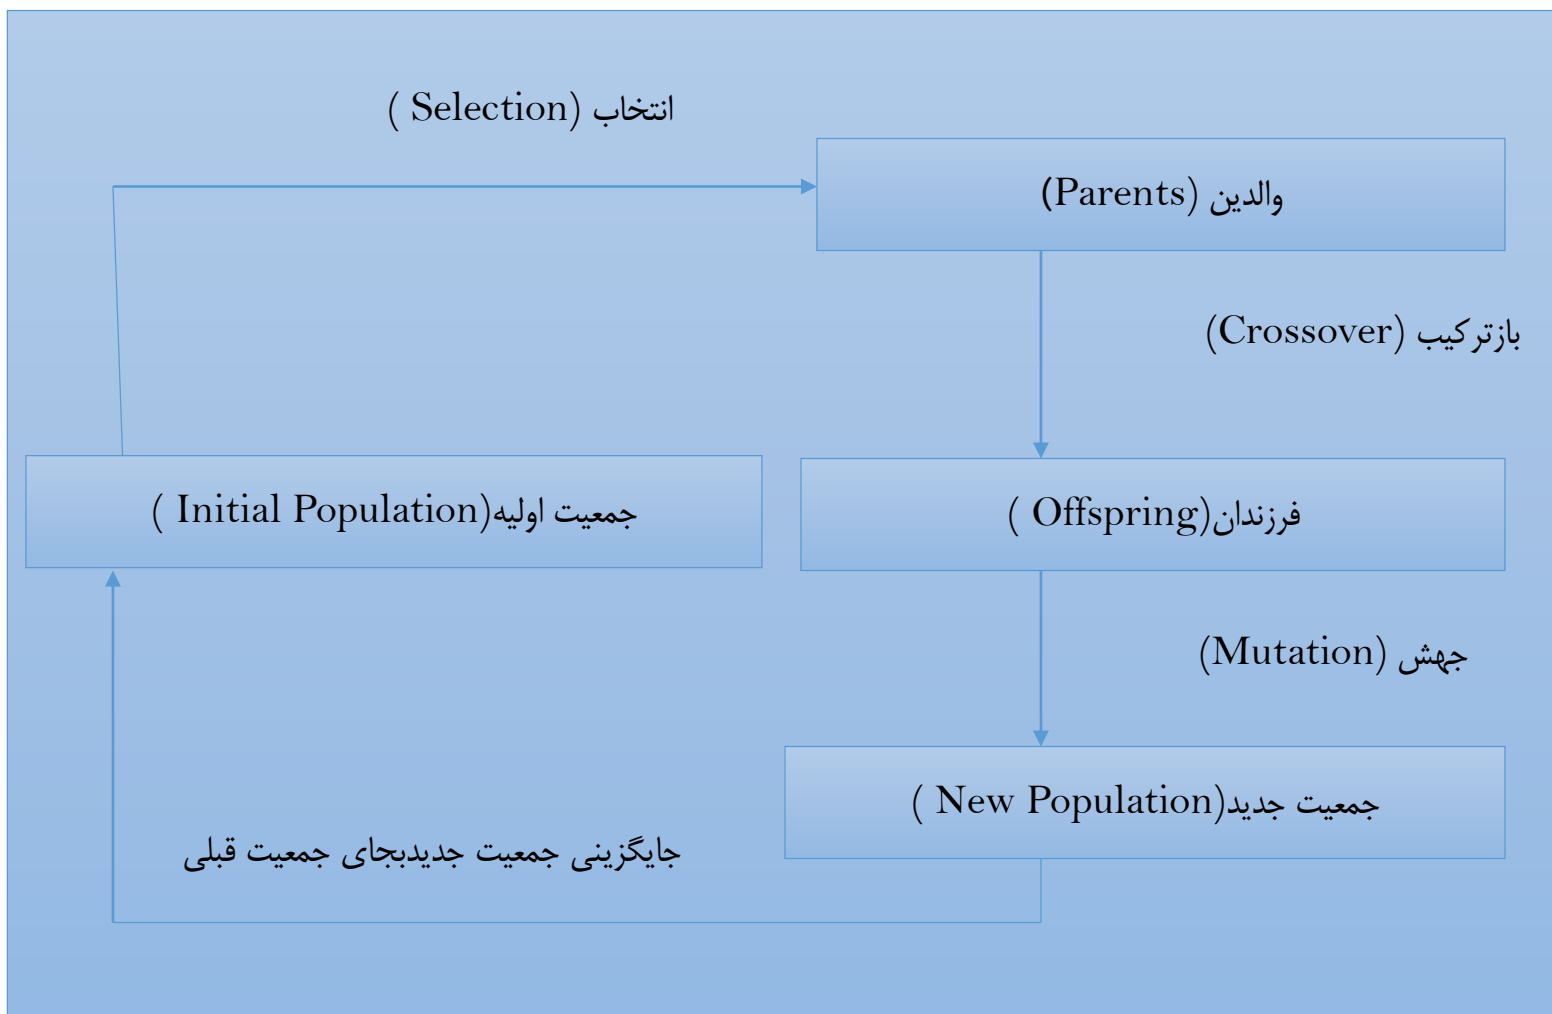 انتخاب (Selection )
والدین (Parents)
بازترکیب (Crossover)
جمعیت اولیه(Initial Population )
فرزندان(Offspring )
جهش (Mutation)
جمعیت جدید(New Population )
جایگزینی جمعیت جدیدبجای جمعیت قبلی